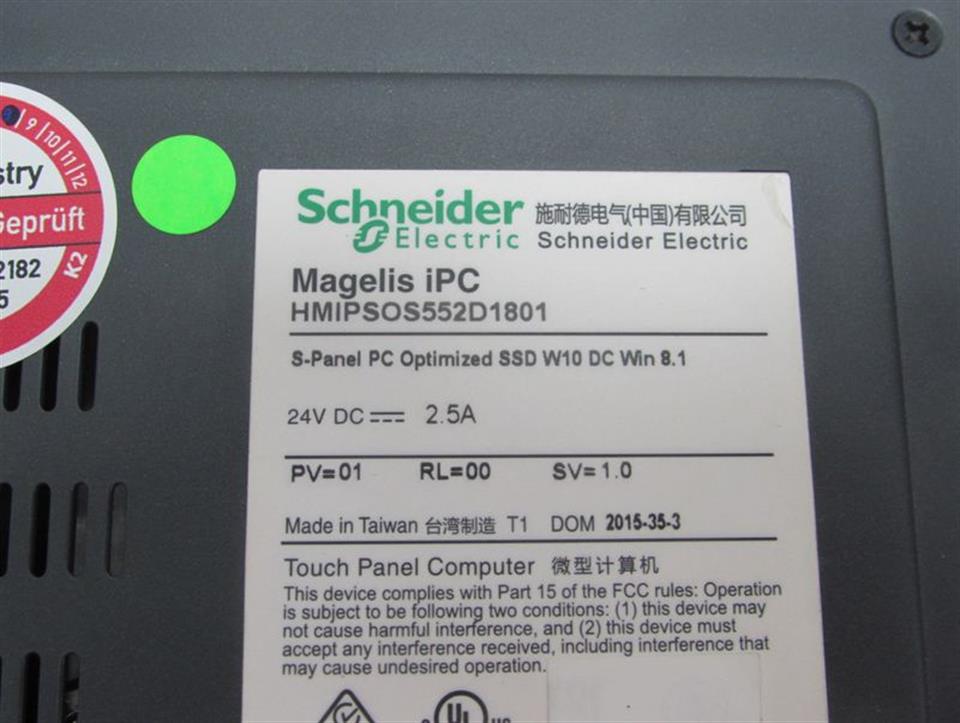 9 10 11 12
stry
Geprüft
2182
5
K2
Schneider
Electric
施耐德电气(中国)有限公司
Schneider Electric
Magelis iPC
HMIPSOS552D1801
S-Panel PC Optimized SSD W10 DC Win 8.1
24V DC 2.5A
PV=01 RL=00 SV=1.0
Made in Taiwan 台湾制造 T1 DOM 2015-35-3
Touch Panel Computer 微型计算机
This device complies with Part 15 of the FCC rules: Operation
is subject to be following two conditions: (1) this device may
not cause harmful interference, and (2) this device must
accept any interference received, including interference that
may cause undesired operation.
UL